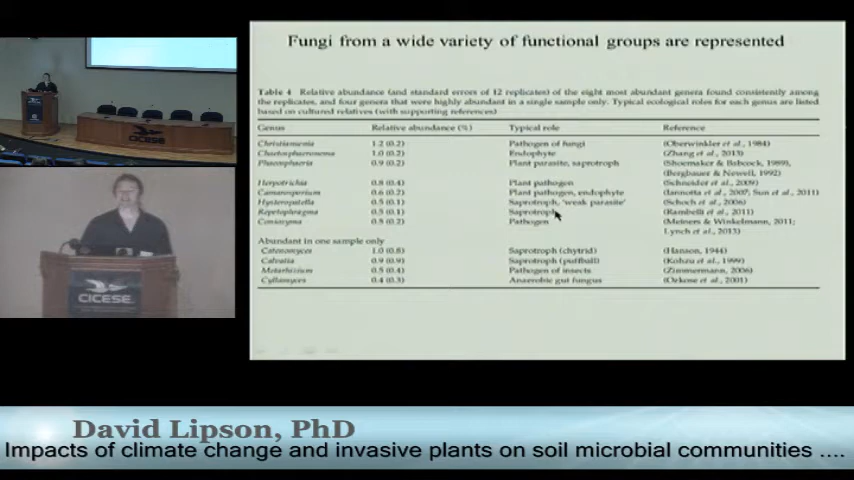 Fungi from a wide variety of functional groups are represented
Table 4 Relative abundance (and standard errors of 12 replicates) of the eight most abundant genera found consistently among
the replicates, and four genera that were highly abundant in a single sample only. Typical ecological roles for each genus are listed
based on cultured relatives (with supporting references)
Genus Relative abundance (%) Typical role Reference
Christiansenia 1.2 (0.2) Pathogen of fungi (Oberwinkler et al., 1984)
Chaetosphaeronema 1.0 (0.2) Endophyte (Zhang et al., 2013)
Phaeosphaeria 0.9 (0.2) Plant parasite, saprotroph (Shoemaker & Babcock, 1989),
(Bergbauer & Newell, 1992)
Herpotrichia 0.8 (0.4) Plant pathogen (Schneider et al., 2009)
Camarosporium 0.6 (0.2) Plant pathogen, endophyte (Iannotta et al., 2007; Sun et al., 2011)
Hysteropatella 0.5 (0.1) Saprotroph, 'weak parasite' (Schoch et al., 2006)
Repetophragma 0.5 (0.1) Saprotroph (Rambelli et al., 2011)
0.5 (0.2) Pathogen (Meiners & Winkelmann, 2011;
Lynch et al., 2013)
Abundant in one sample only
Catenomyces 1.0 (0.8) Saprotroph (chytrid) (Hanson, 1944)
Calvatia 0.9 (0.9) Saprotroph (puffball) (Kohzu et al., 1999)
Metarhizium 0.5 (0.4) Pathogen of insects (Zimmermann, 2006)
Cyllamyces 0.4 (0.3) Anaerobic gut fungus (Ozkose et al., 2001)
CICESE
CICESE
David Lipson, PhD
Impacts of climate change and invasive plants on soil microbial communities ....